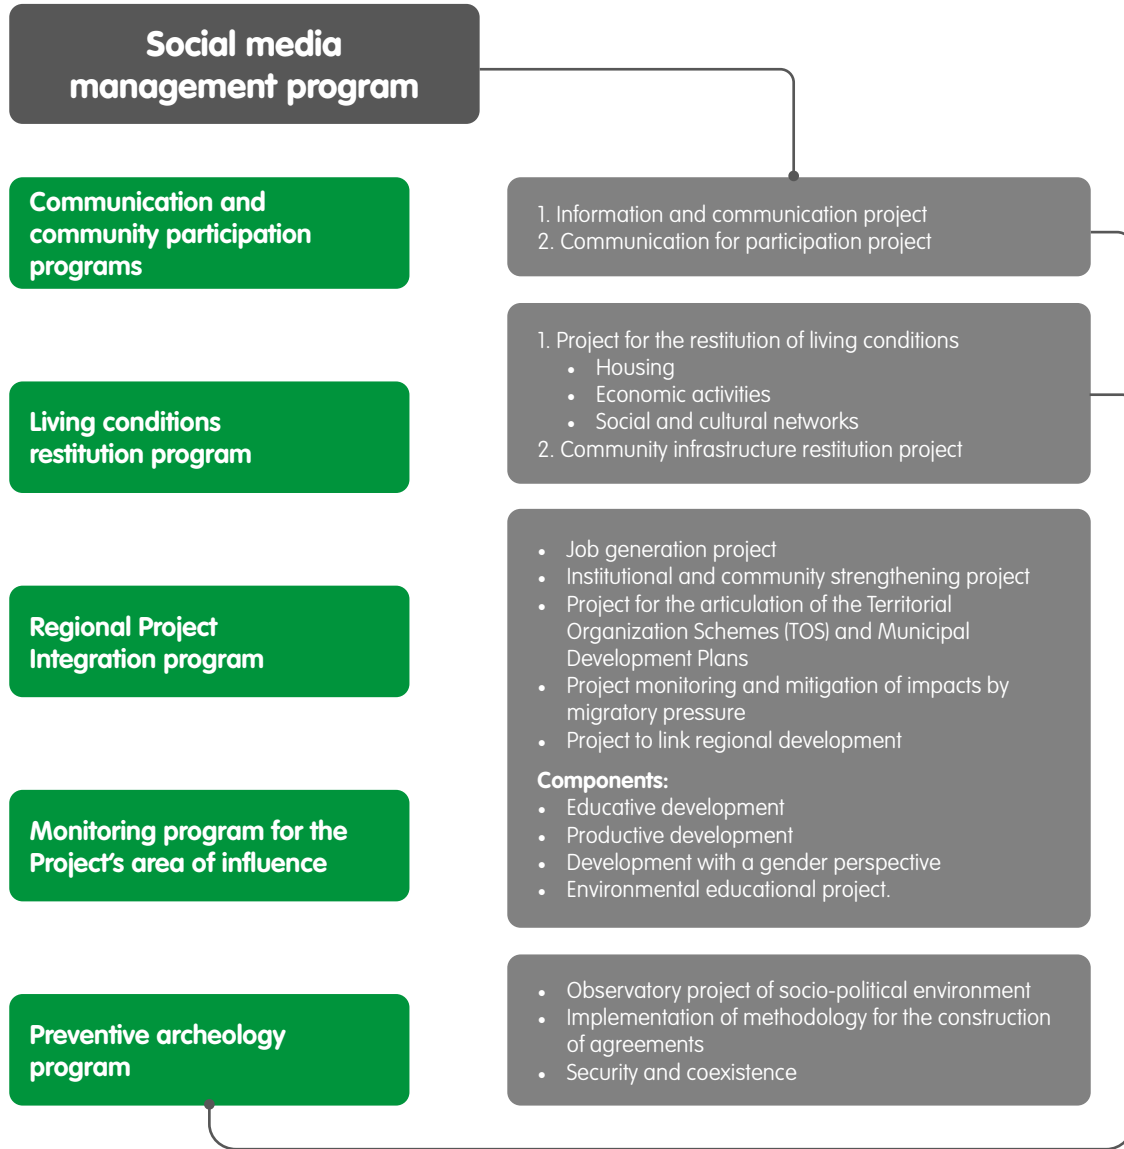 Social media
management program
Communication and
community participation
programs
1. Information and communication project
2. Communication for participation project
Living conditions
restitution program
1. Project for the restitution of living conditions
• Housing
• Economic activities
• Social and cultural networks
2. Community infrastructure restitution project
Regional Project
Integration program
• Job generation project
• Institutional and community strengthening project
• Project for the articulation of the Territorial
Organization Schemes (TOS) and Municipal
Development Plans
• Project monitoring and mitigation of impacts by
migratory pressure
• Project to link regional development
Components:
• Educative development
• Productive development
• Development with a gender perspective
• Environmental educational project.
Monitoring program for the
Project's area of influence
Preventive archeology
program
• Observatory project of socio-political environment
• Implementation of methodology for the construction
of agreements
• Security and coexistence